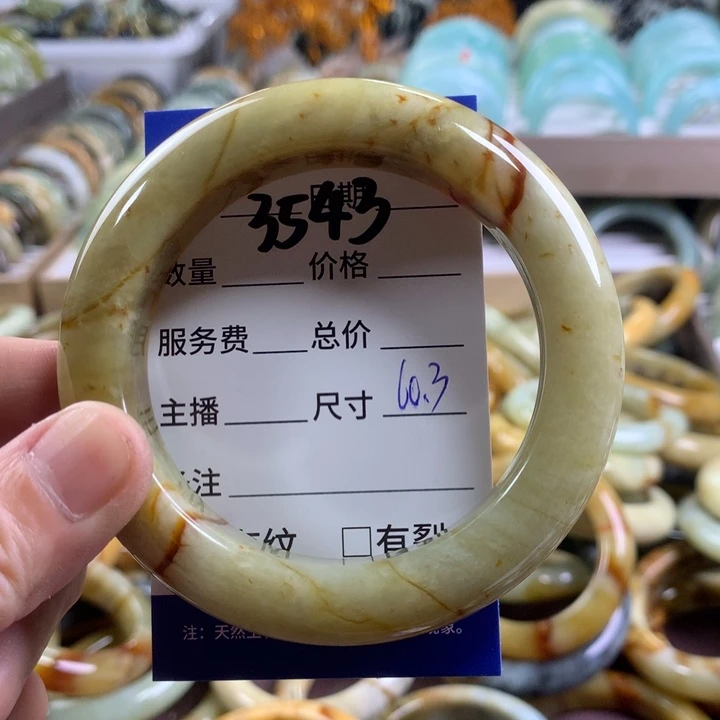 日期
3543
数量 价格
服务费 总价
主播 尺寸 60.3
注
纹 □有裂
注：天然